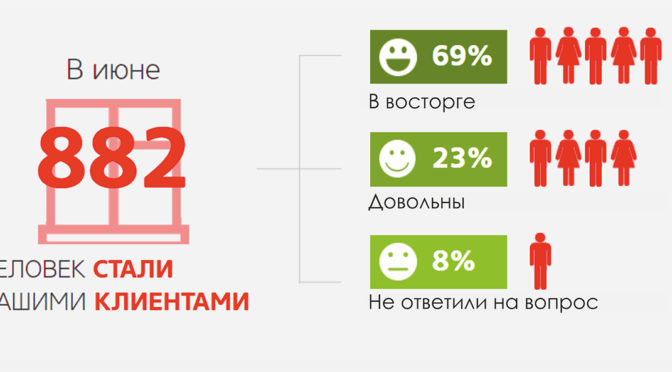 В июне
882
ЕЛОВЕК СТАЛИ
АШИМИ КЛИЕНТАМИ
69%
В восторге
23%
Довольны
8%
Не ответили на вопрос